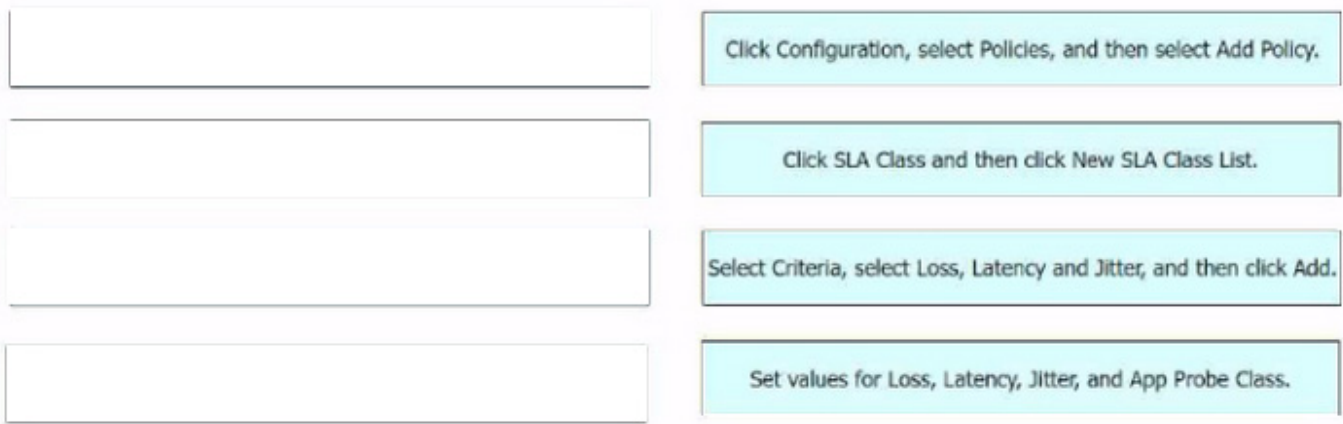 Click Configuration, select Policies, and then select Add Policy.
Click SLA Class and then click New SLA Class List.
Select Criteria, select Loss, Latency and Jitter, and then click Add.
Set values for Loss, Latency, Jitter, and App Probe Class.